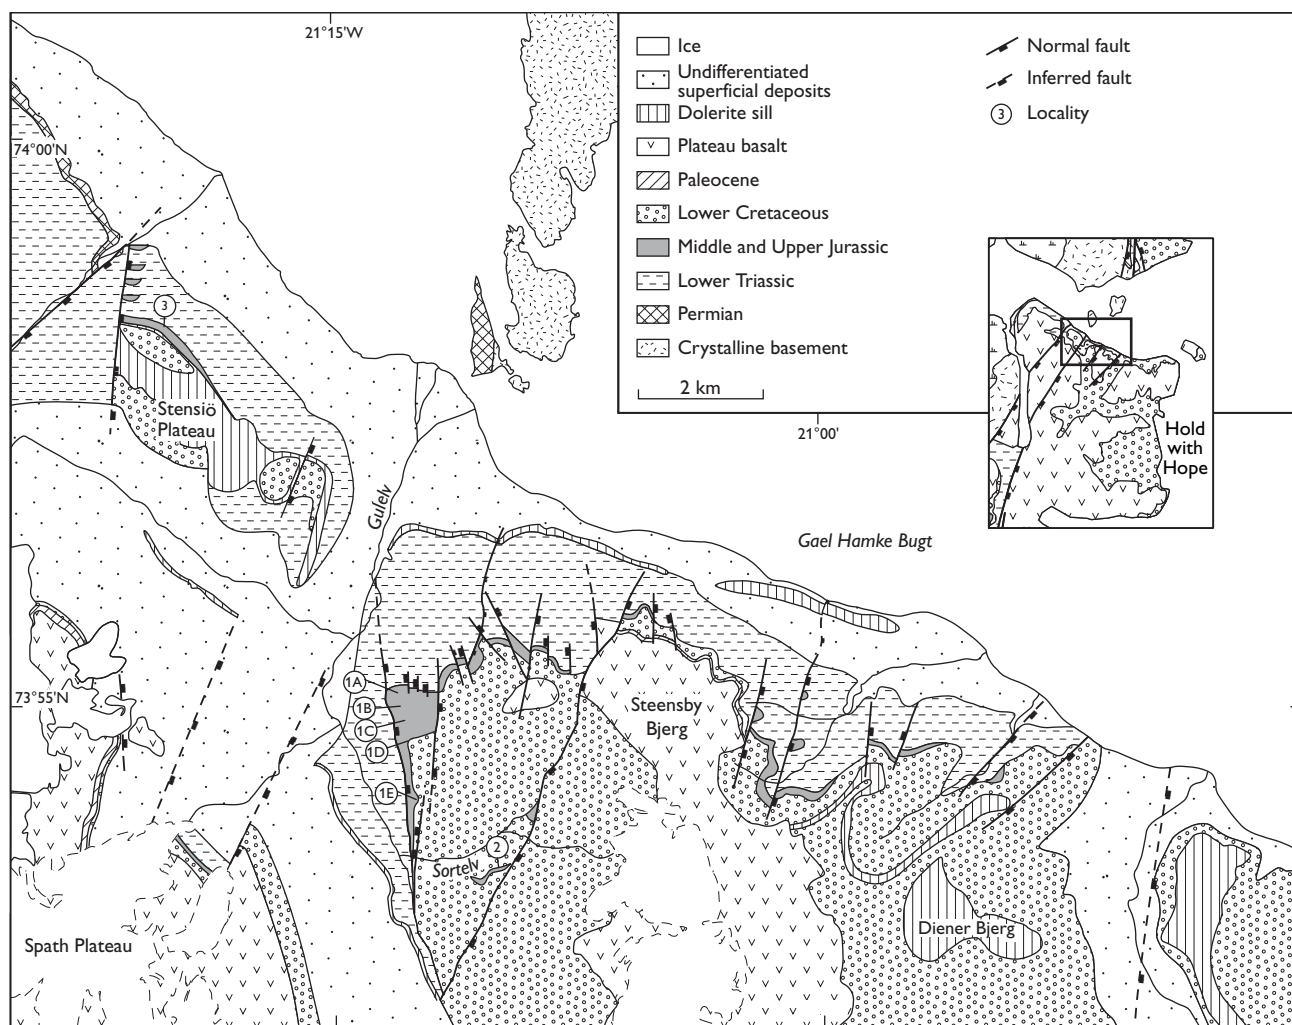 21°15'W
Ice
Undifferentiated
superficial deposits
Dolerite sill
Plateau basalt
Paleocene
Lower Cretaceous
Middle and Upper Jurassic
Lower Triassic
Permian
Crystalline basement
2 km
Normal fault
Inferred fault
3 Locality
74°00'N
3
Stensiö
Plateau
21°00'
Hold
with
Hope
Gulelv
Gael Hamke Bugt
73°55'N
1A
1B
1C
1D
1E
Steensby
Bjerg
2
Sortelv
Spath Plateau
Diener Bjerg